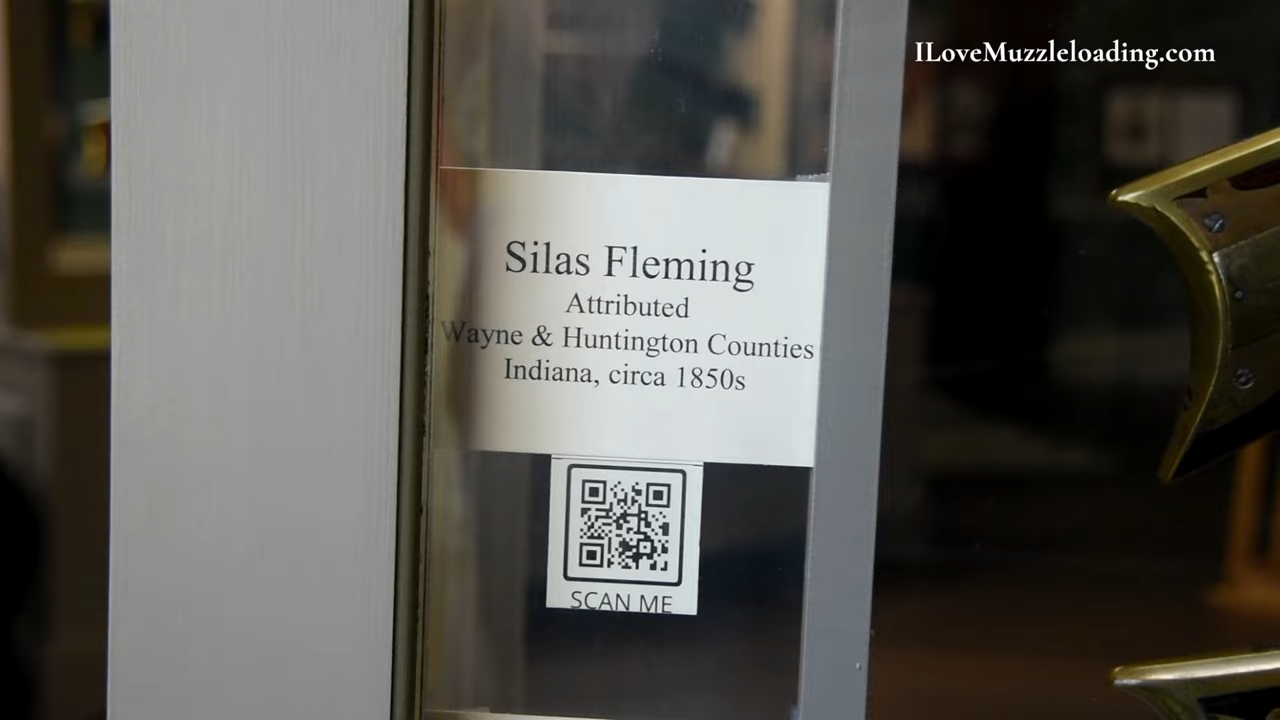 ILoveMuzzleloading.com
Silas Fleming
Attributed
Wayne & Huntington Counties
Indiana, circa 1850s
SCAN ME